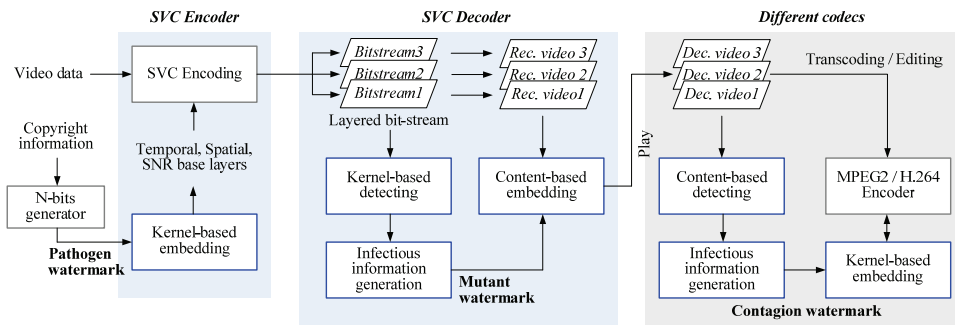 SVC Encoder
SVC Decoder
Different codecs
Video data
SVC Encoding
Bitstream3
Bitstream2
Bitstream1
Rec. video 3
Rec. video 2
Rec. video1
Dec. video 3
Dec. video 2
Dec. video1
Transcoding / Editing
Layered bit-stream
Copyright
information
Temporal, Spatial,
SNR base layers
Play
N-bits
generator
Kernel-based
embedding
Pathogen
watermark
Kernel-based
detecting
Content-based
embedding
Infectious
information
generation
Mutant
watermark
Content-based
detecting
MPEG2 / H.264
Encoder
Infectious
information
generation
Kernel-based
embedding
Contagion watermark